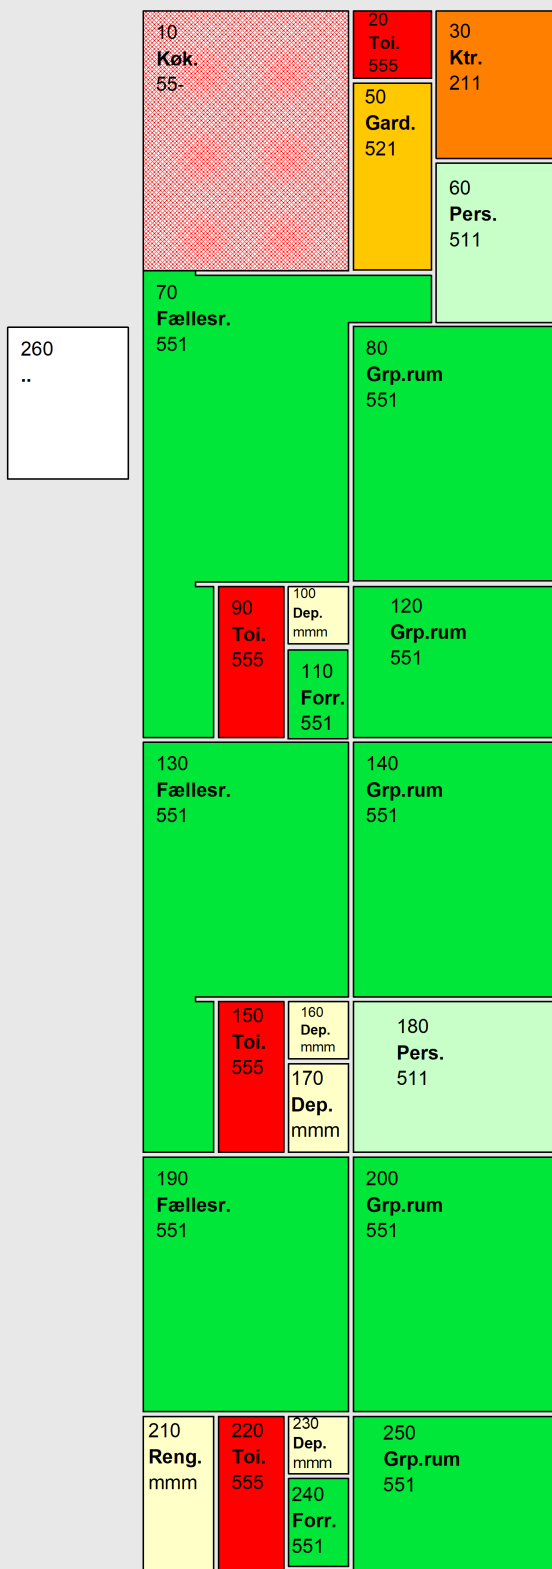 10
Køk.
55-
20
Toi.
555
30
Ktr.
211
50
Gard.
521
60
Pers.
511
70
Fællesr.
551
260
..
80
Grp.rum
551
90
Toi.
555
100
Dep.
mmm
110
Forr.
551
120
Grp.rum
551
130
Fællesr.
551
140
Grp.rum
551
150
Toi.
555
160
Dep.
mmm
170
Dep.
mmm
180
Pers.
511
190
Fællesr.
551
200
Grp.rum
551
210
Reng.
mmm
220
Toi.
555
230
Dep.
mmm
240
Forr.
551
250
Grp.rum
551